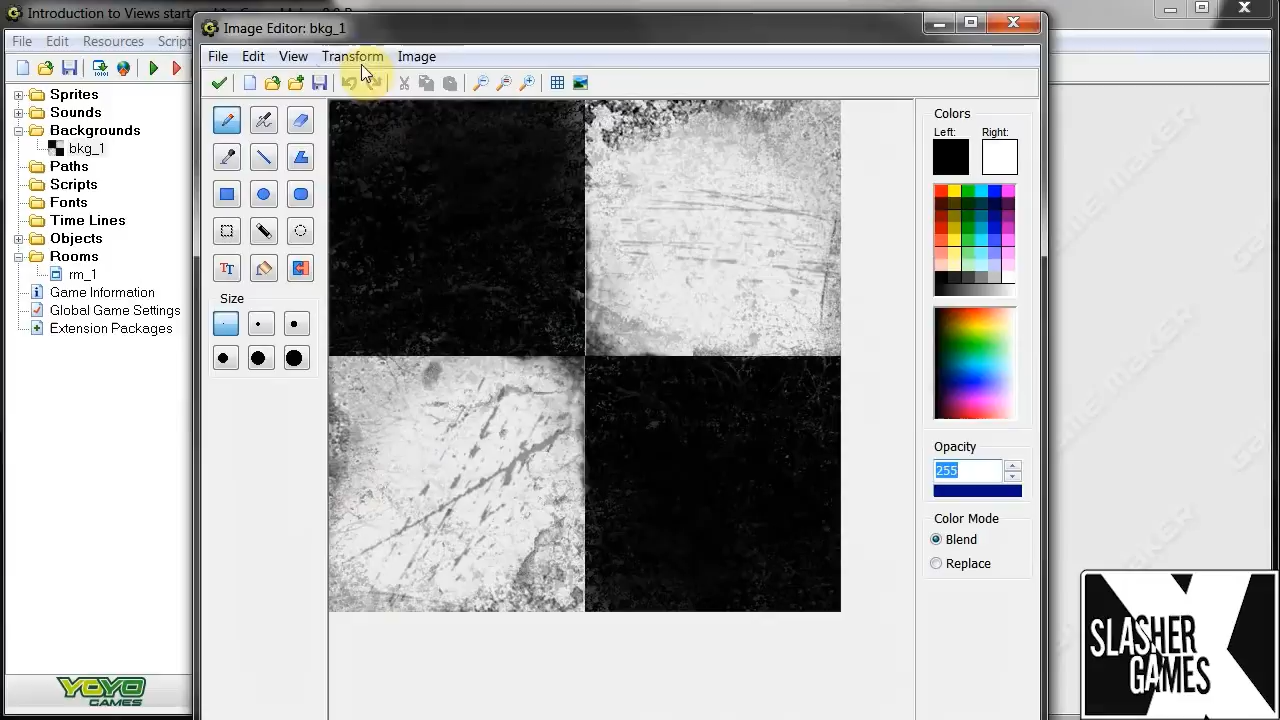 Introduction to Views start
Image Editor: bkg_1
File Edit Resources Script
File Edit View Transform Image
Sprites
Sounds
Backgrounds
bkg_1
Paths
Scripts
Fonts
Time Lines
Objects
Rooms
rm_1
Game Information
Global Game Settings
Extension Packages
Size
Colors
Left: Right:
Opacity
255
Color Mode
Blend
Replace
YOYO
GAMES
SLASHER
GAMES